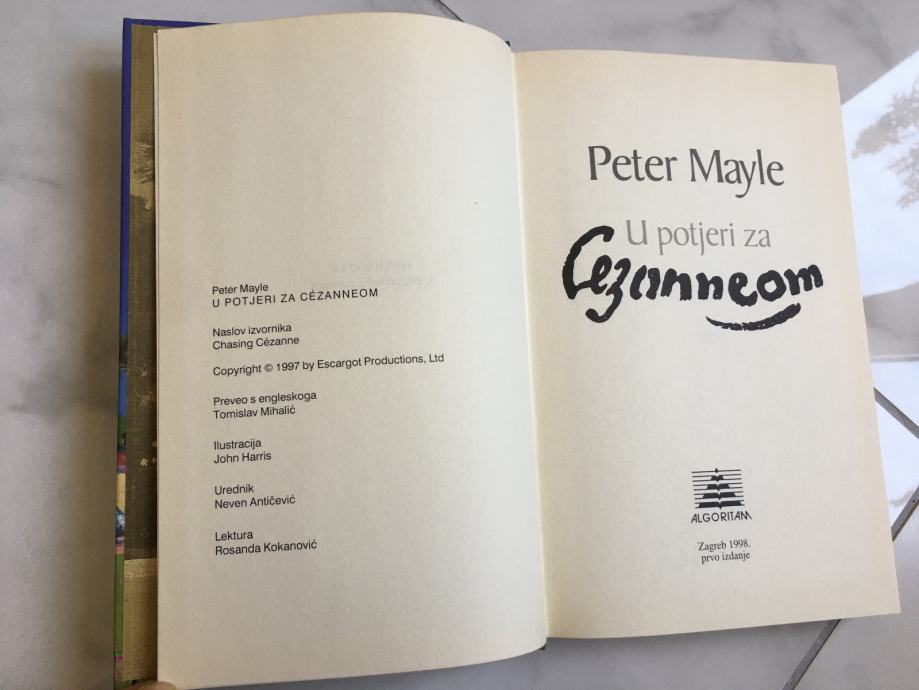 Peter Mayle
U POTJERI ZA CÉZANNEOM
Naslov izvornika
Chasing Cézanne
Copyright © 1997 by Escargot Productions, Ltd
Preveo s engleskoga
Tomislav Mihalić
Ilustracija
John Harris
Urednik
Neven Antičević
Lektura
Rosanda Kokanović
Peter Mayle
U potjeri za
Cézanneom
ALGORITAM
Zagreb 1998.
prvo izdanje